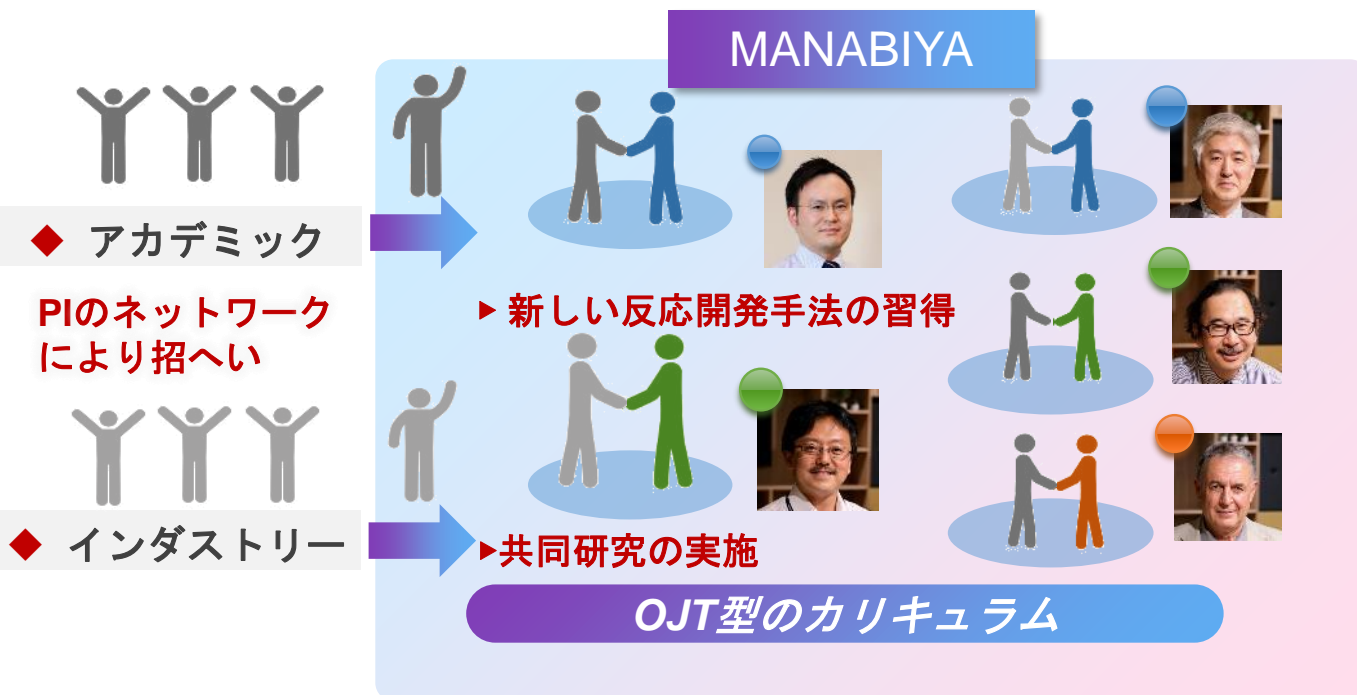 MANABIYA
◆ アカデミック
PIのネットワーク
により招へい
▶ 新しい反応開発手法の習得
◆ インダストリー
▶共同研究の実施
OJT型のカリキュラム